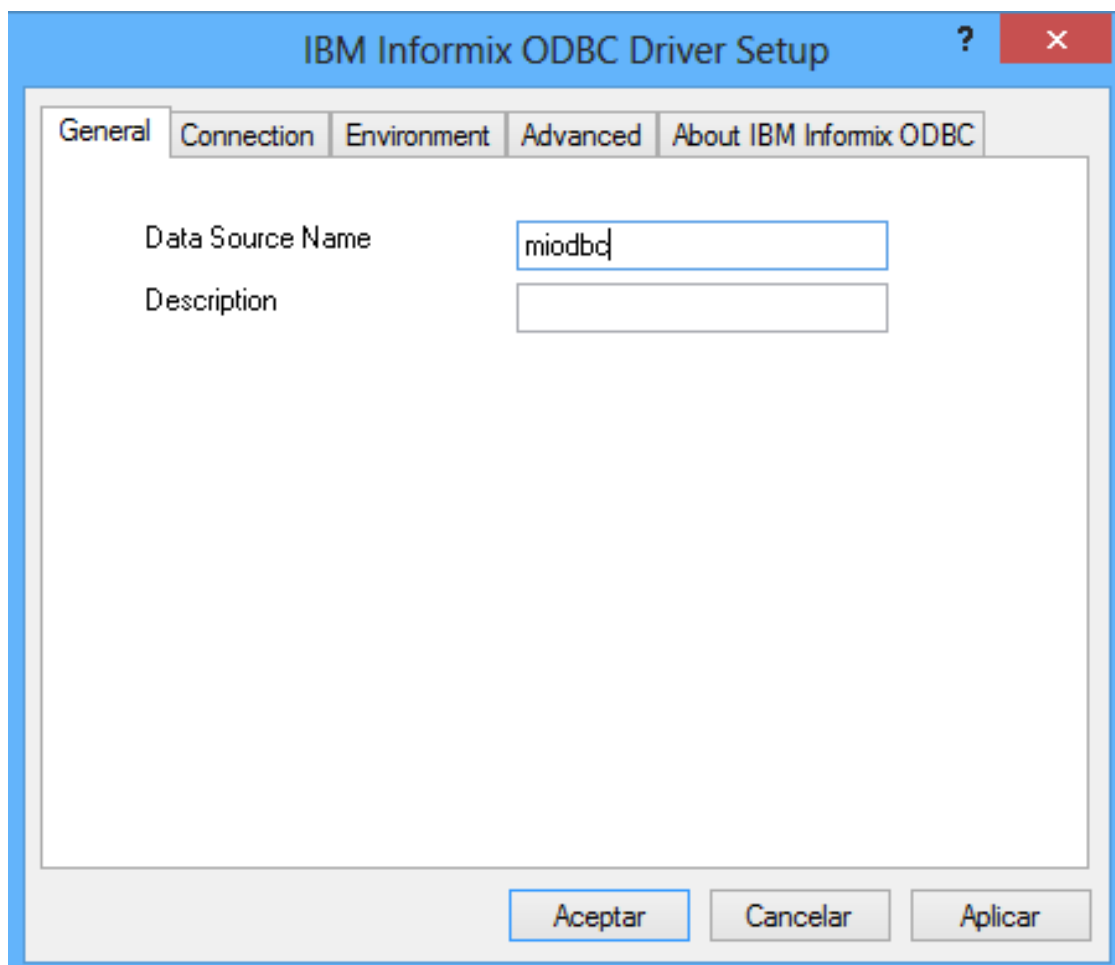 IBM Informix ODBC Driver Setup ? ×
General Connection Environment Advanced About IBM Informix ODBC
Data Source Name miodbc
Description
Aceptar Cancelar Aplicar